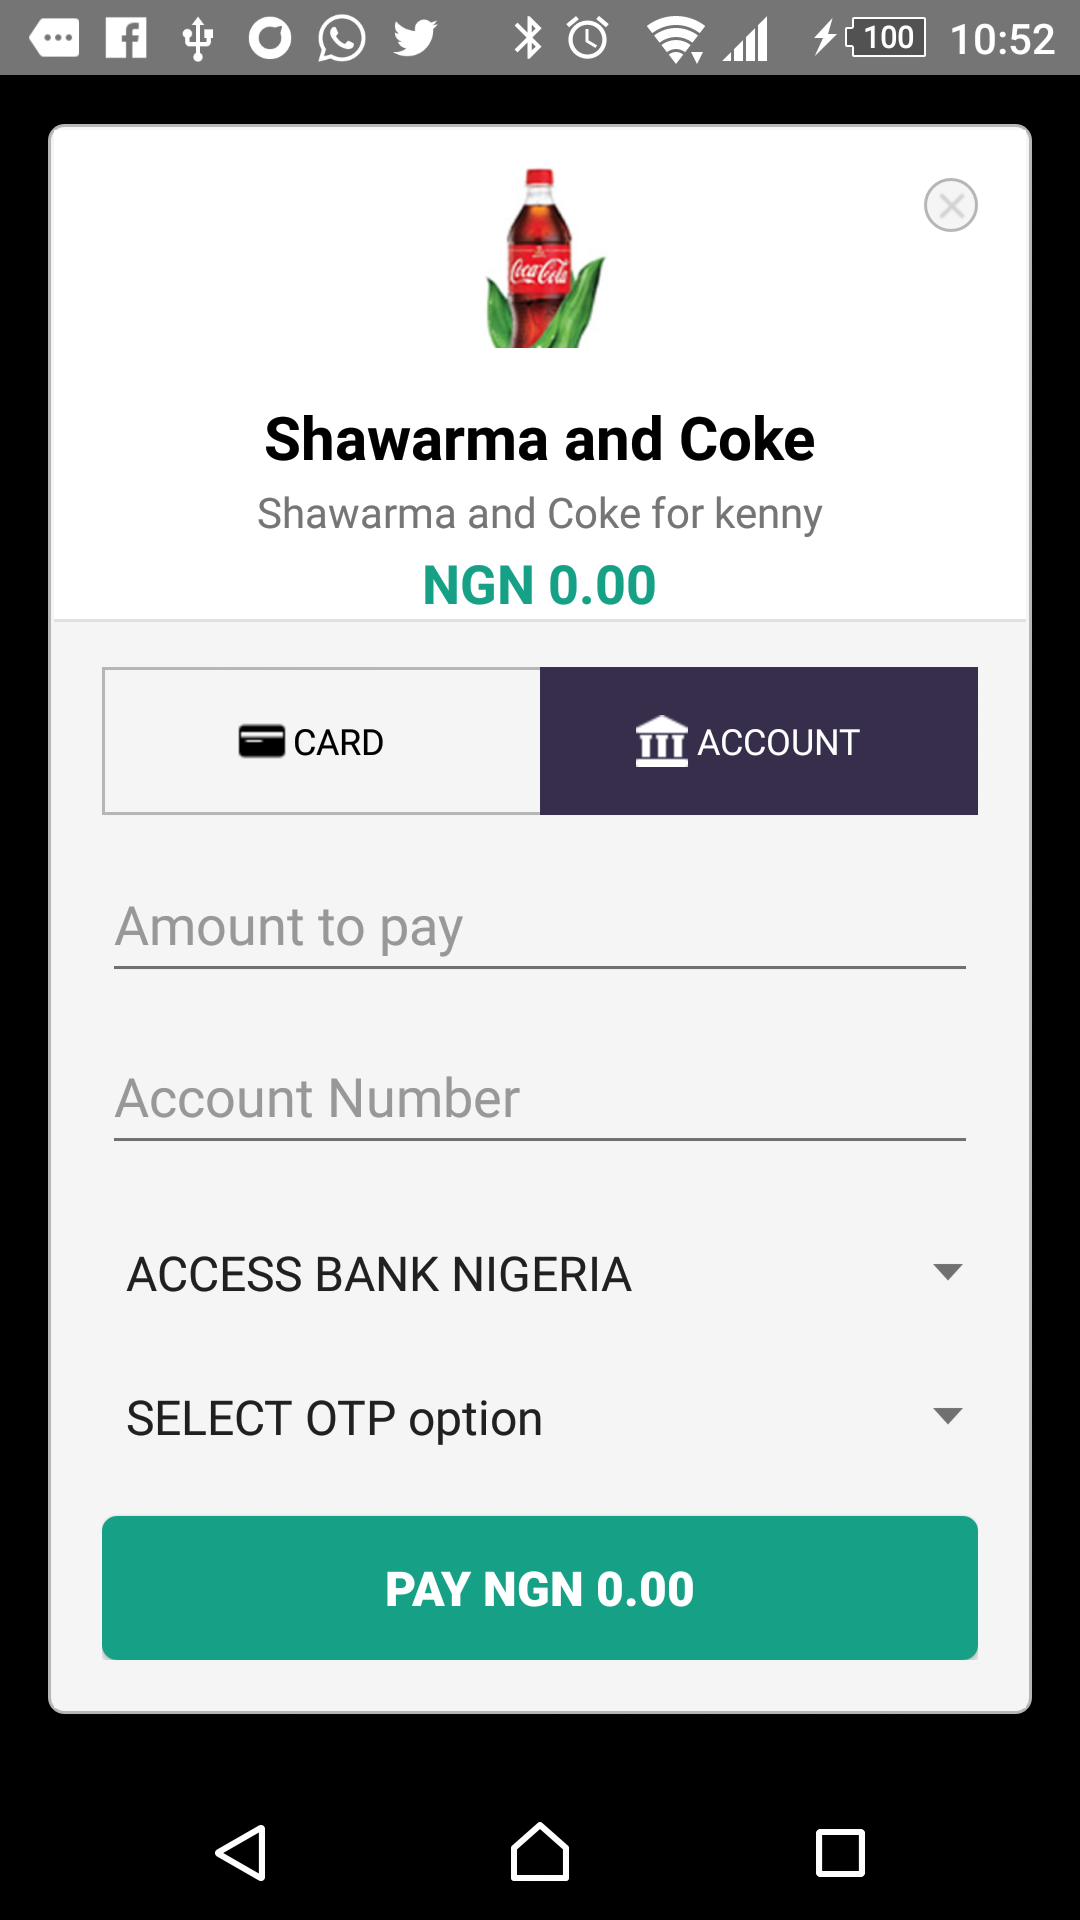 100 10:52
Coca-Cola
Shawarma and Coke
Shawarma and Coke for kenny
NGN 0.00
CARD ACCOUNT
Amount to pay
Account Number
ACCESS BANK NIGERIA
SELECT OTP option
PAY NGN 0.00